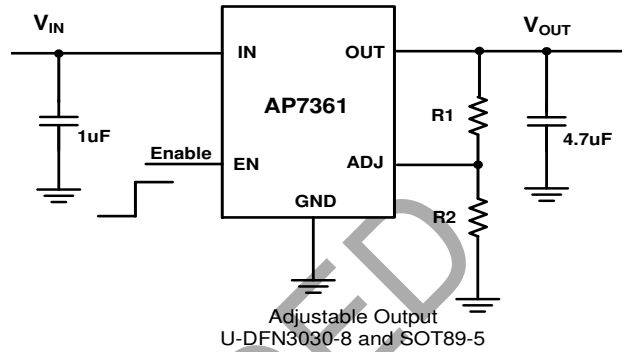 VIN
VOUT
IN
OUT
AP7361
R1
1uF
4.7uF
Enable
EN
ADJ
GND
R2
Adjustable Output
U-DFN3030-8 and SOT89-5